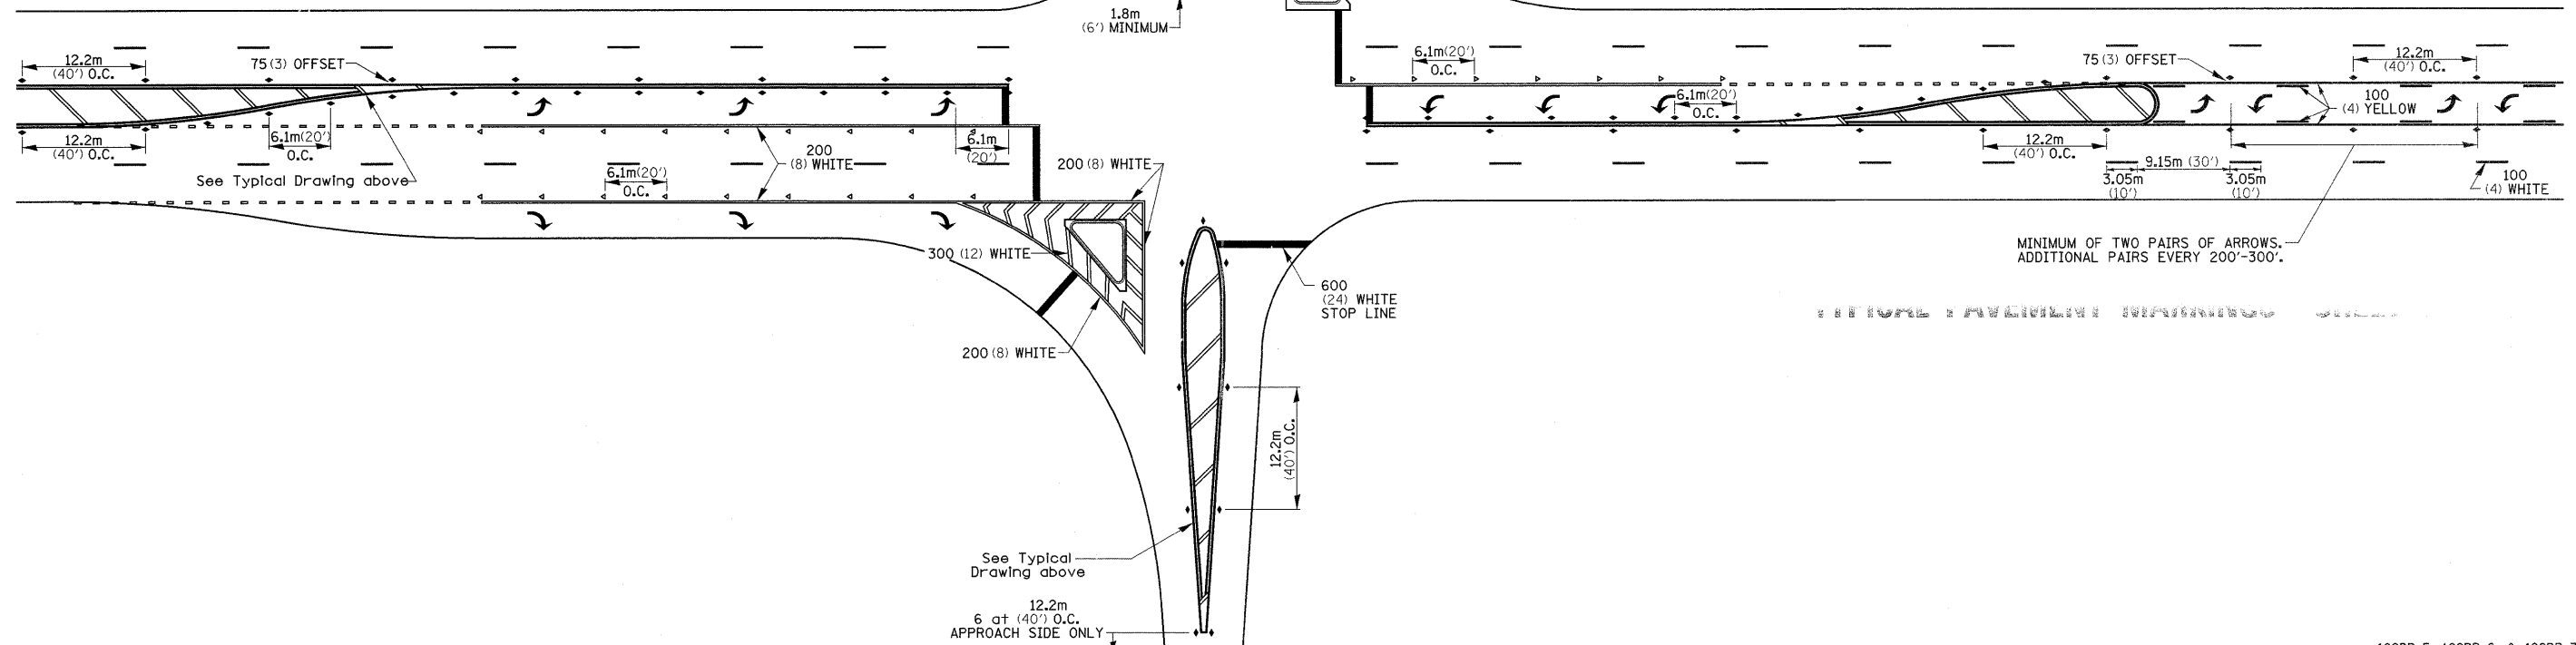 1.8m
(6') MINIMUM
12.2m
(40') O.C.
75 (3) OFFSET
6.1m(20')
O.C.
75 (3) OFFSET
12.2m
(40') O.C.
6.1m(20')
O.C.
100
(4) YELLOW
12.2m
(40') O.C.
6.1m(20')
O.C.
200
(8) WHITE
6.1m
(20')
200 (8) WHITE
12.2m
(40') O.C.
9.15m (30')
See Typical Drawing above
6.1m(20')
O.C.
3.05m
(10')
3.05m
(10')
100
(4) WHITE
300 (12) WHITE
MINIMUM OF TWO PAIRS OF ARROWS.
ADDITIONAL PAIRS EVERY 200'-300'.
600
(24) WHITE
STOP LINE
200 (8) WHITE
12.2m
(40') O.C.
See Typical
Drawing above
12.2m
6 at (40') O.C.
APPROACH SIDE ONLY